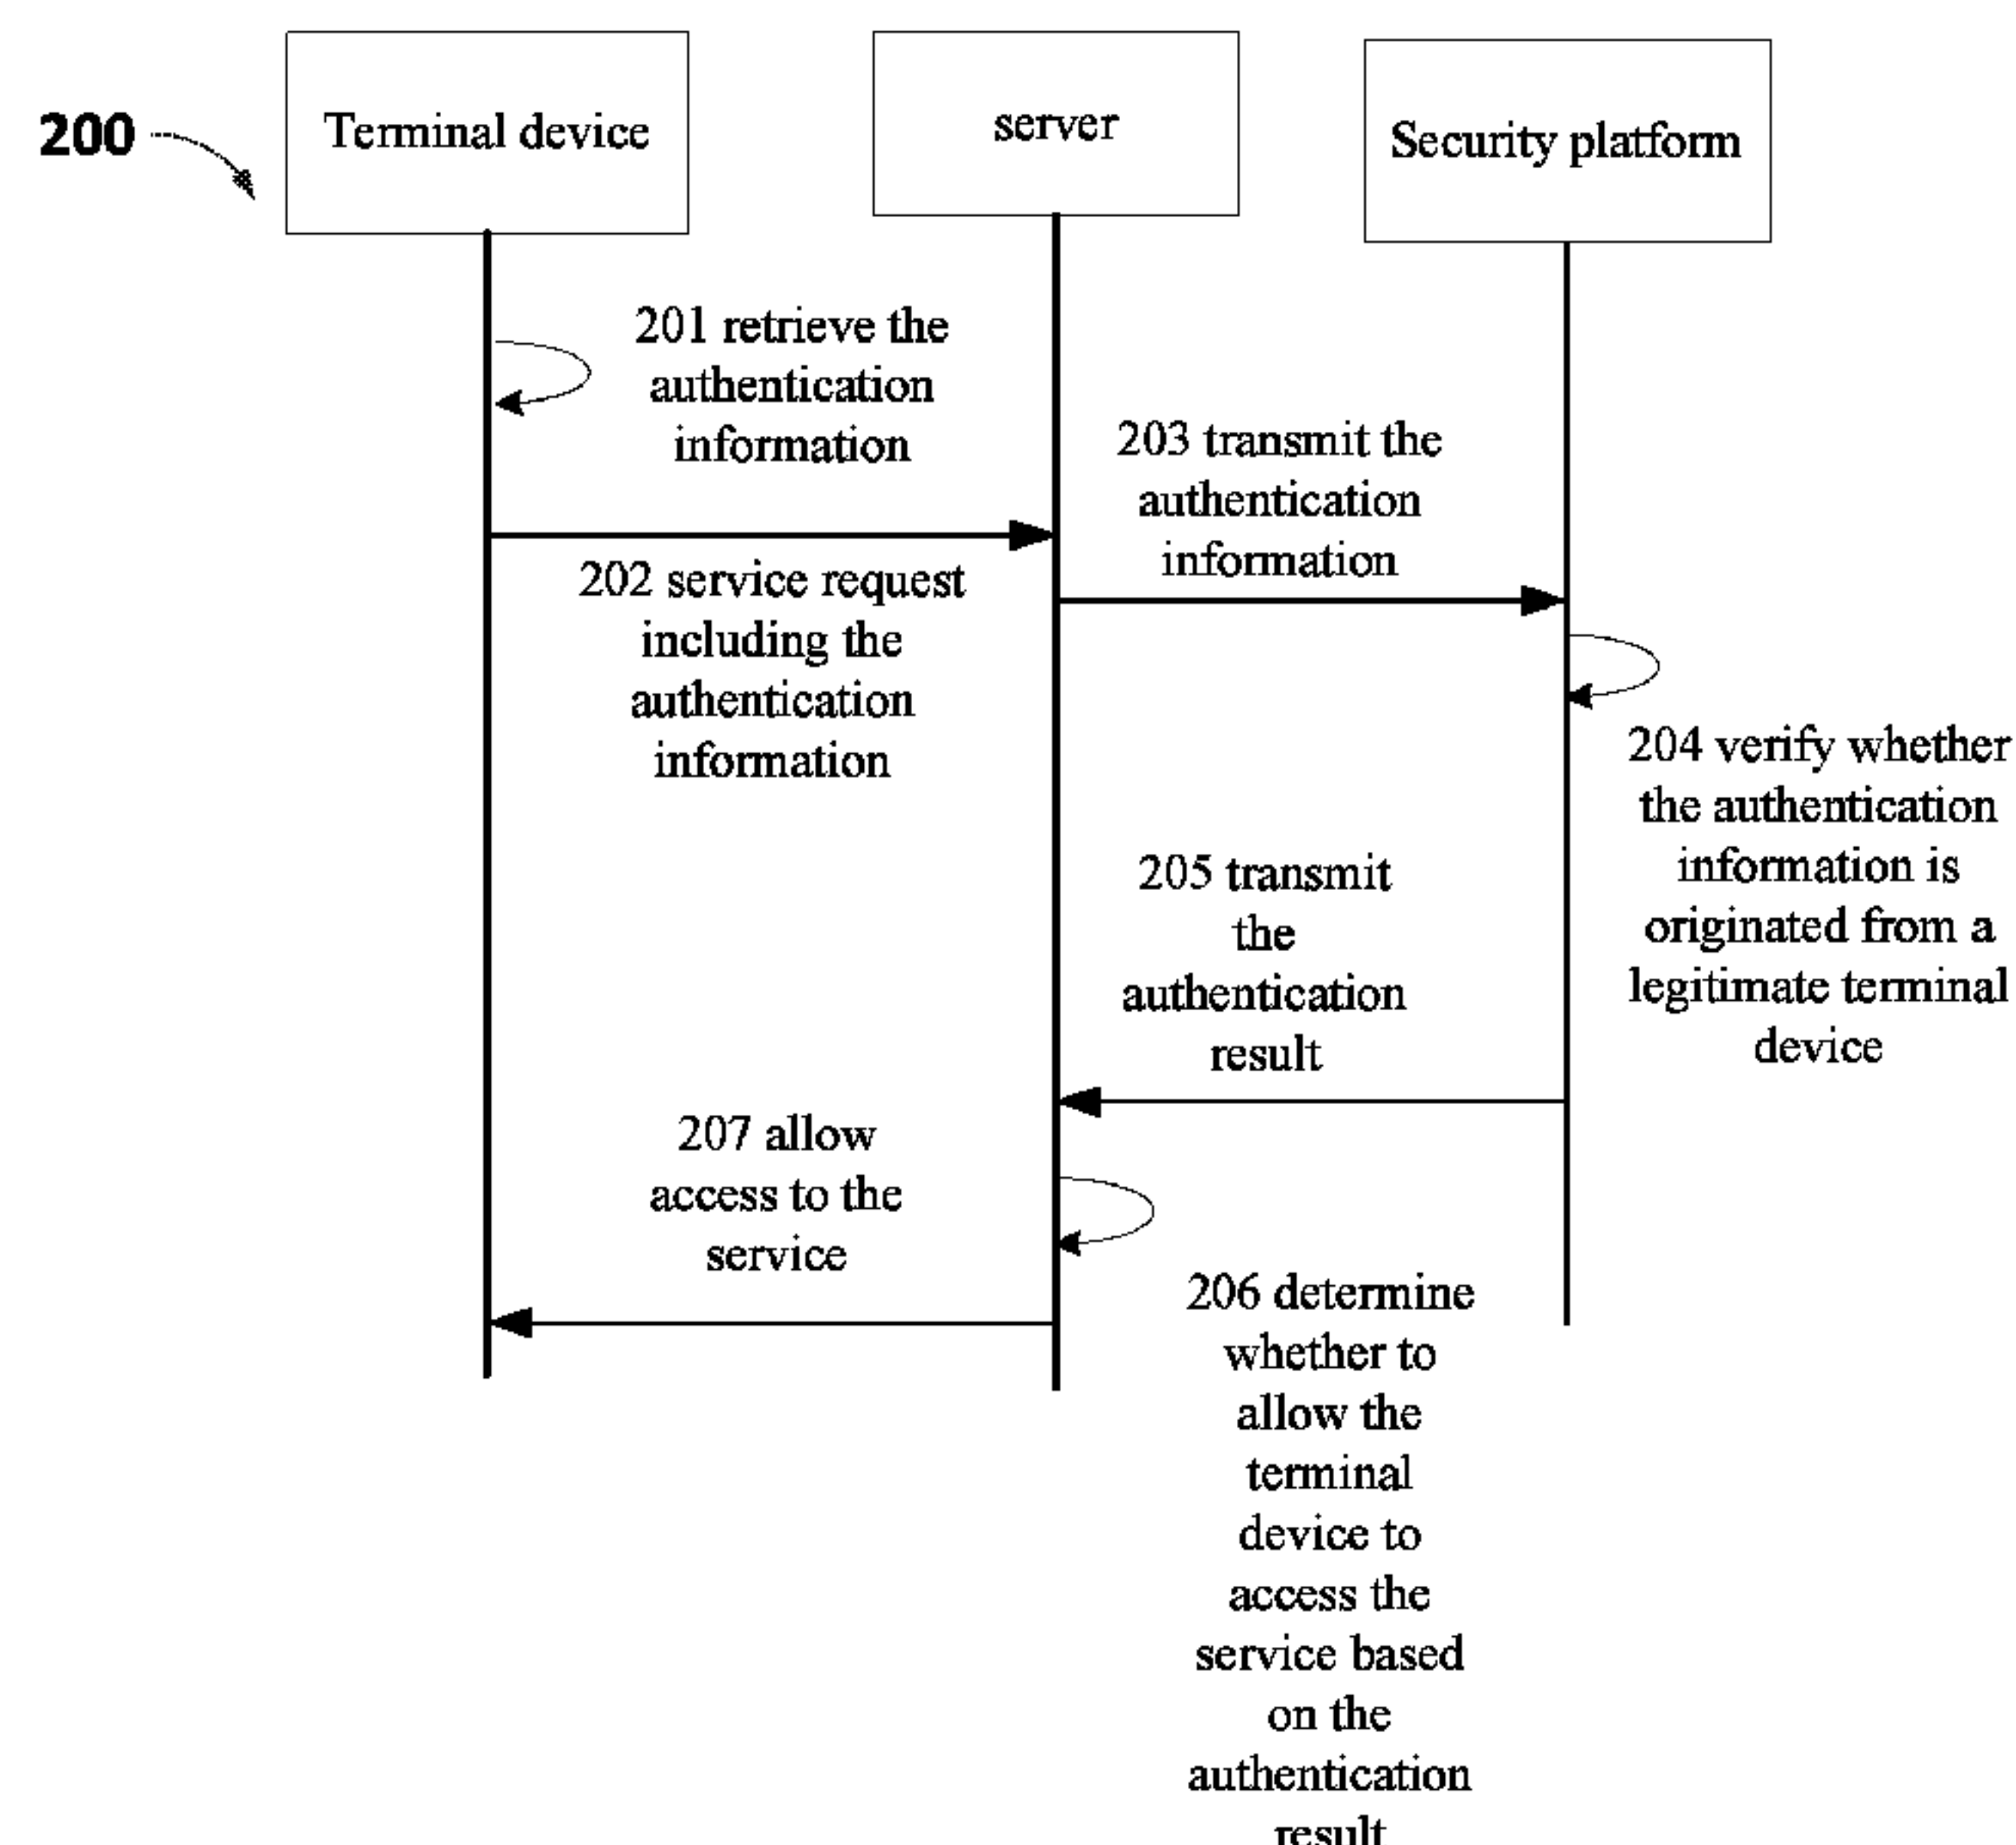 200
Terminal device
server
Security platform
201 retrieve the
authentication
information
202 service request
including the
authentication
information
203 transmit the
authentication
information
204 verify whether
the authentication
information is
originated from a
legitimate terminal
device
205 transmit
the
authentication
result
207 allow
access to the
service
206 determine
whether to
allow the
terminal
device to
access the
service based
on the
authentication
result